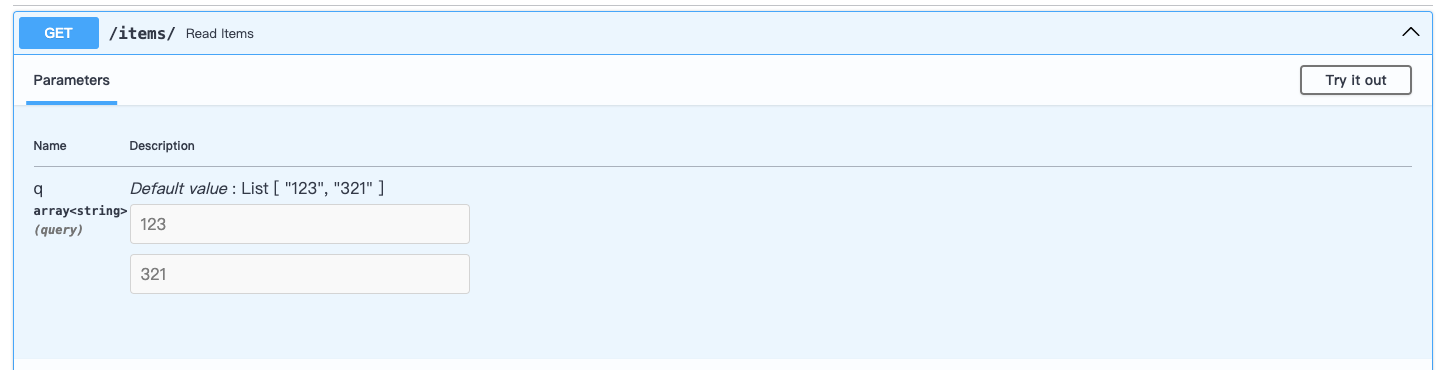 GET /items/ Read Items
Parameters
Try it out
Name Description
q Default value : List [ "123", "321" ]
array<string>
(query)
123
321